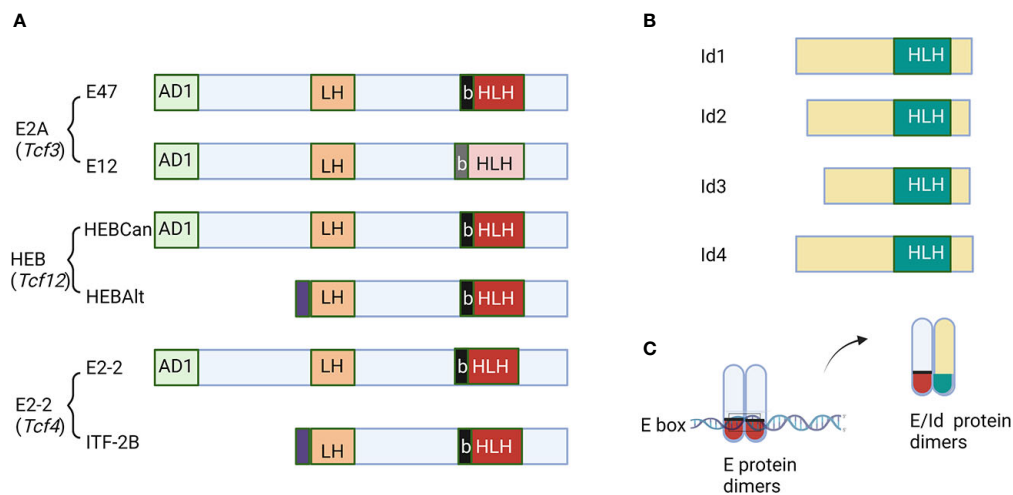 A
E2A
(Tcf3)
E47
AD1 LH b HLH
E12
AD1 LH b HLH
HEB
(Tcf12)
HEBCan
AD1 LH b HLH
HEBAlt
LH b HLH
E2-2
(Tcf4)
E2-2
AD1 LH b HLH
ITF-2B
LH b HLH
B
Id1 HLH
Id2 HLH
Id3 HLH
Id4 HLH
C
E box
E protein
dimers
E/Id protein
dimers